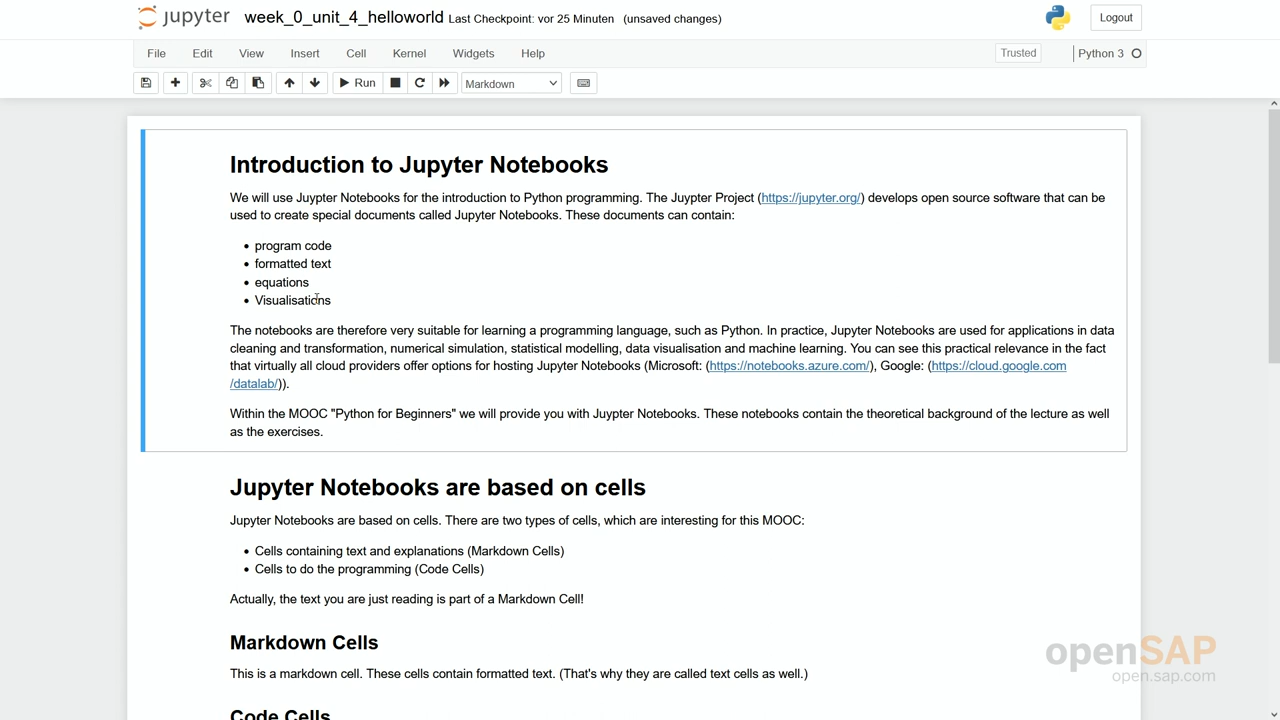 jupyter week_0_unit_4_helloworld Last Checkpoint: vor 25 Minuten (unsaved changes) Logout
File Edit View Insert Cell Kernel Widgets Help Trusted Python 3
Run Markdown
Introduction to Jupyter Notebooks
We will use Juypter Notebooks for the introduction to Python programming. The Juypter Project (https://jupyter.org/) develops open source software that can be
used to create special documents called Jupyter Notebooks. These documents can contain:
• program code
• formatted text
• equations
• Visualisations
The notebooks are therefore very suitable for learning a programming language, such as Python. In practice, Jupyter Notebooks are used for applications in data
cleaning and transformation, numerical simulation, statistical modelling, data visualisation and machine learning. You can see this practical relevance in the fact
that virtually all cloud providers offer options for hosting Jupyter Notebooks (Microsoft: (https://notebooks.azure.com/), Google: (https://cloud.google.com
/datalab/)).
Within the MOOC "Python for Beginners" we will provide you with Juypter Notebooks. These notebooks contain the theoretical background of the lecture as well
as the exercises.
Jupyter Notebooks are based on cells
Jupyter Notebooks are based on cells. There are two types of cells, which are interesting for this MOOC:
• Cells containing text and explanations (Markdown Cells)
• Cells to do the programming (Code Cells)
Actually, the text you are just reading is part of a Markdown Cell!
Markdown Cells
This is a markdown cell. These cells contain formatted text. (That's why they are called text cells as well.)
Code Cells
openSAP
open.sap.com